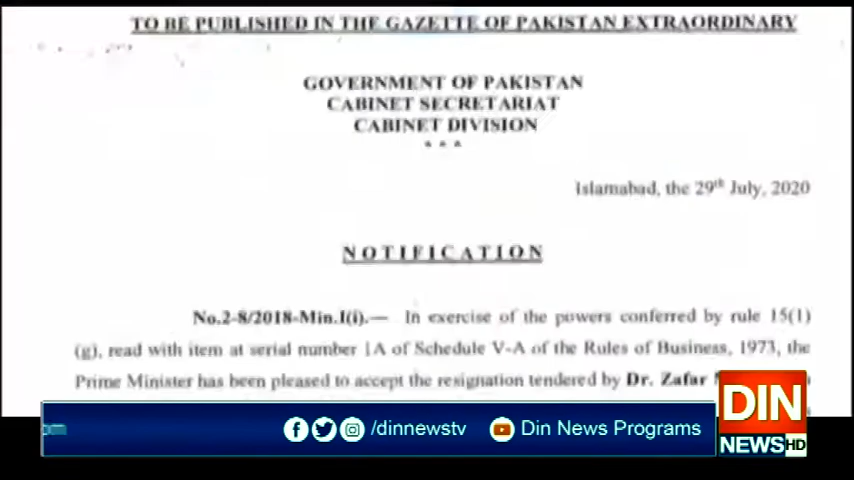 TO BE PUBLISHED IN THE GAZETTE OF PAKISTAN EXTRAORDINARY
GOVERNMENT OF PAKISTAN
CABINET SECRETARIAT
CABINET DIVISION
* * *
Islamabad, the 29th July, 2020
NOTIFICATION
No.2-8/2018-Min.I(i).— In exercise of the powers conferred by rule 15(1)
(g), read with item at serial number 1A of Schedule V-A of the Rules of Business, 1973, the
Prime Minister has been pleased to accept the resignation tendered by Dr. Zafar
om
/dinnewstv
Din News Programs
DIN
NEWS HD